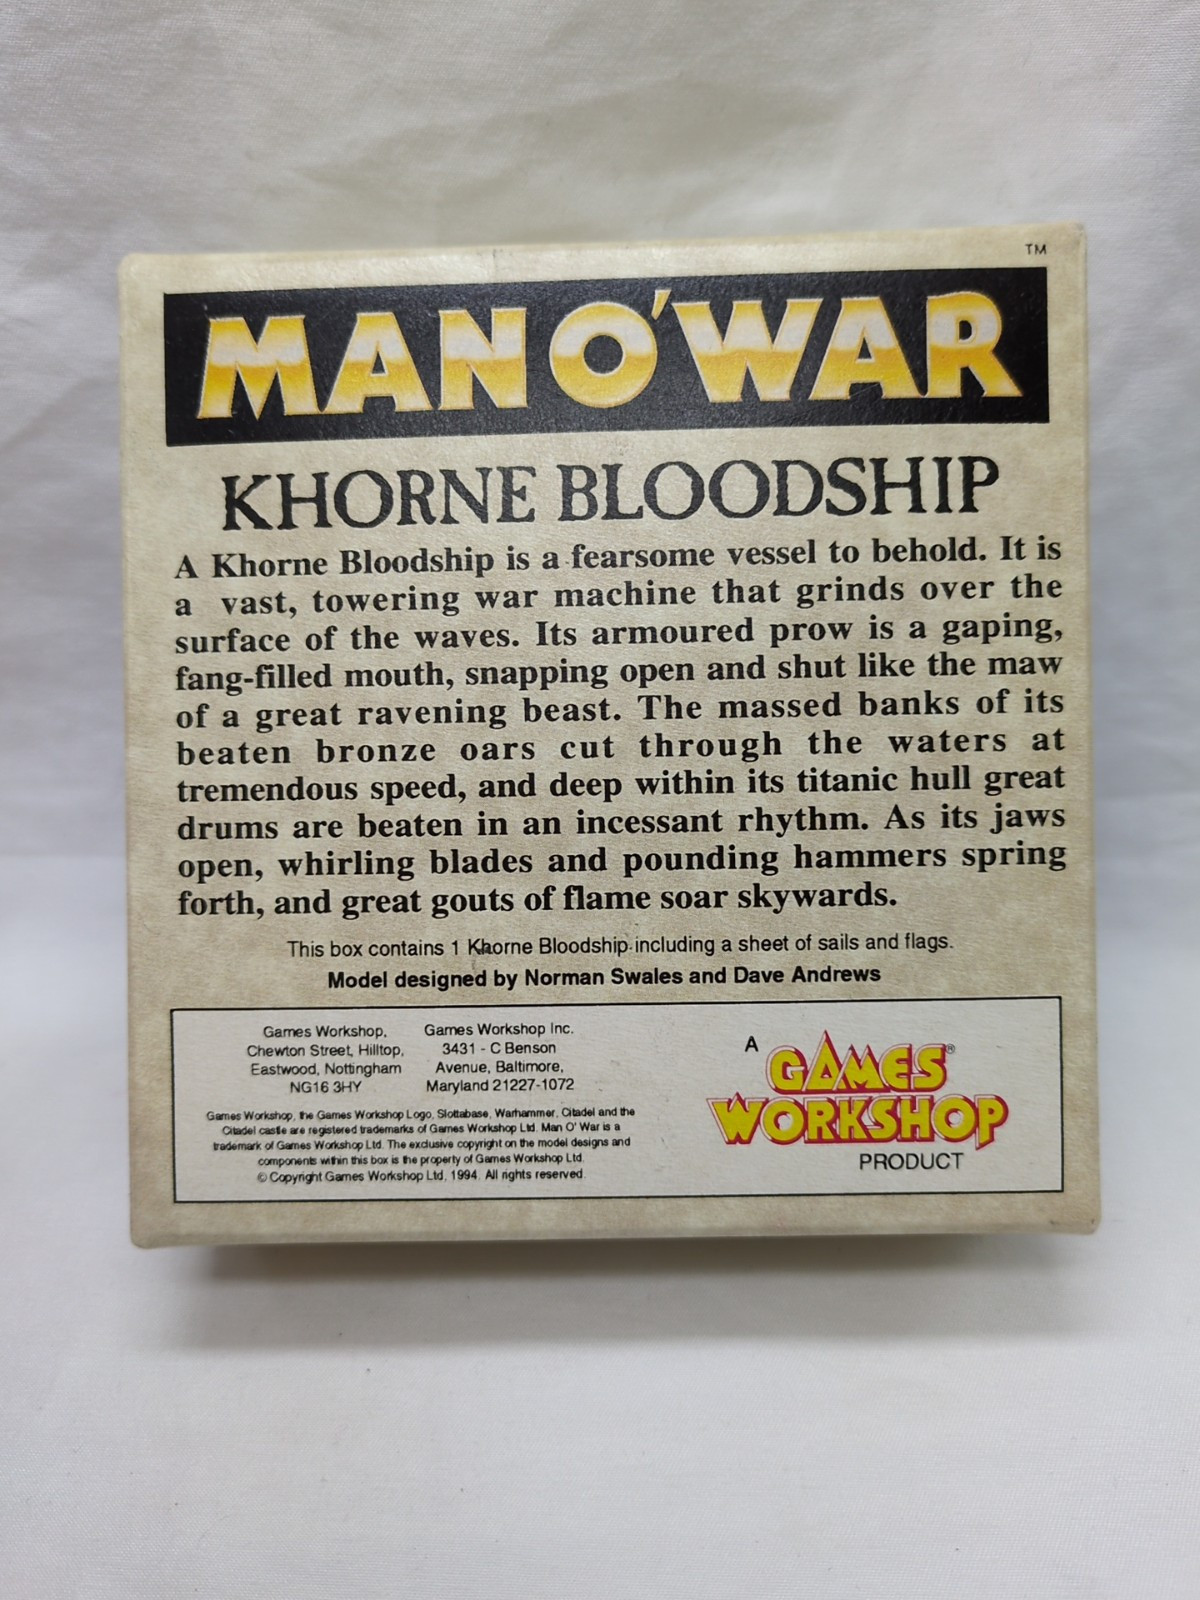 TM
MAN O'WAR
KHORNE BLOODSHIP
A Khorne Bloodship is a fearsome vessel to behold. It is
a vast, towering war machine that grinds over the
surface of the waves. Its armoured prow is a gaping,
fang-filled mouth, snapping open and shut like the maw
of a great ravening beast. The massed banks of its
beaten bronze oars cut through the waters at
tremendous speed, and deep within its titanic hull great
drums are beaten in an incessant rhythm. As its jaws
open, whirling blades and pounding hammers spring
forth, and great gouts of flame soar skywards.
This box contains 1 Khorne Bloodship including a sheet of sails and flags.
Model designed by Norman Swales and Dave Andrews
Games Workshop,
Chewton Street, Hilltop,
Eastwood, Nottingham
NG16 3HY
Games Workshop Inc.
3431 - C Benson
Avenue, Baltimore,
Maryland 21227-1072
Games Workshop, the Games Workshop Logo, Slottabase, Warhammer, Citadel and the
Citadel castle are registered trademarks of Games Workshop Ltd. Man O' War is a
trademark of Games Workshop Ltd. The exclusive copyright on the model designs and
components within this box is the property of Games Workshop Ltd.
© Copyright Games Workshop Ltd, 1994. All rights reserved.
A
GAMES®
WORKSHOP
PRODUCT